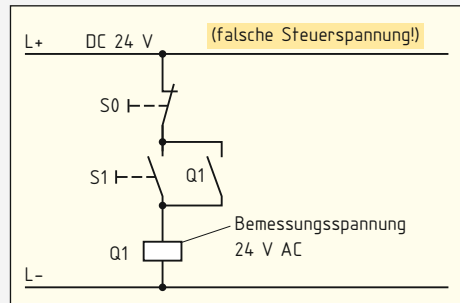 L+ DC 24 V (falsche Steuerspannung!)
S0
S1 Q1
Bemessungsspannung
24 V AC
Q1
L–